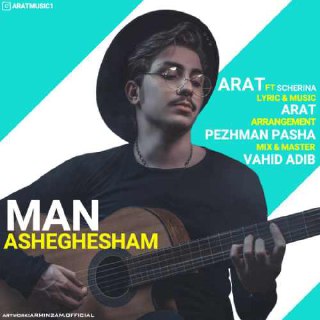 ARATMUSIC1
ARAT FT SCHERINA
LYRIC & MUSIC
ARAT
ARRANGEMENT
PEZHMAN PASHA
MIX & MASTER
VAHID ADIB
MAN
ASHEGHESHAM
ARTWORK:ARMINZAM.OFFICIAL